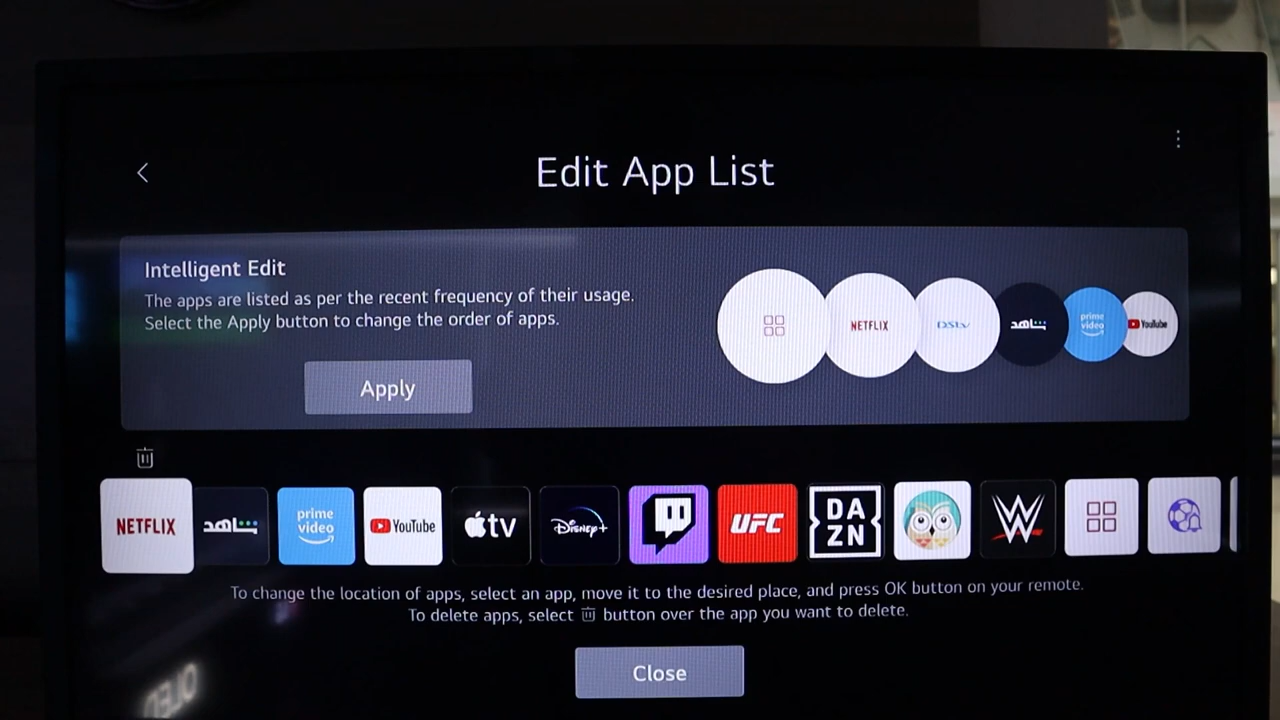 Edit App List
Intelligent Edit
The apps are listed as per the recent frequency of their usage.
Select the Apply button to change the order of apps.
Apply
NETFLIX
DStv
شاهد
prime video
YouTube
NETFLIX
شاهد
prime video
YouTube
tv
Disney+
UFC
DAZN
W
To change the location of apps, select an app, move it to the desired place, and press OK button on your remote.
To delete apps, select button over the app you want to delete.
Close
OLED